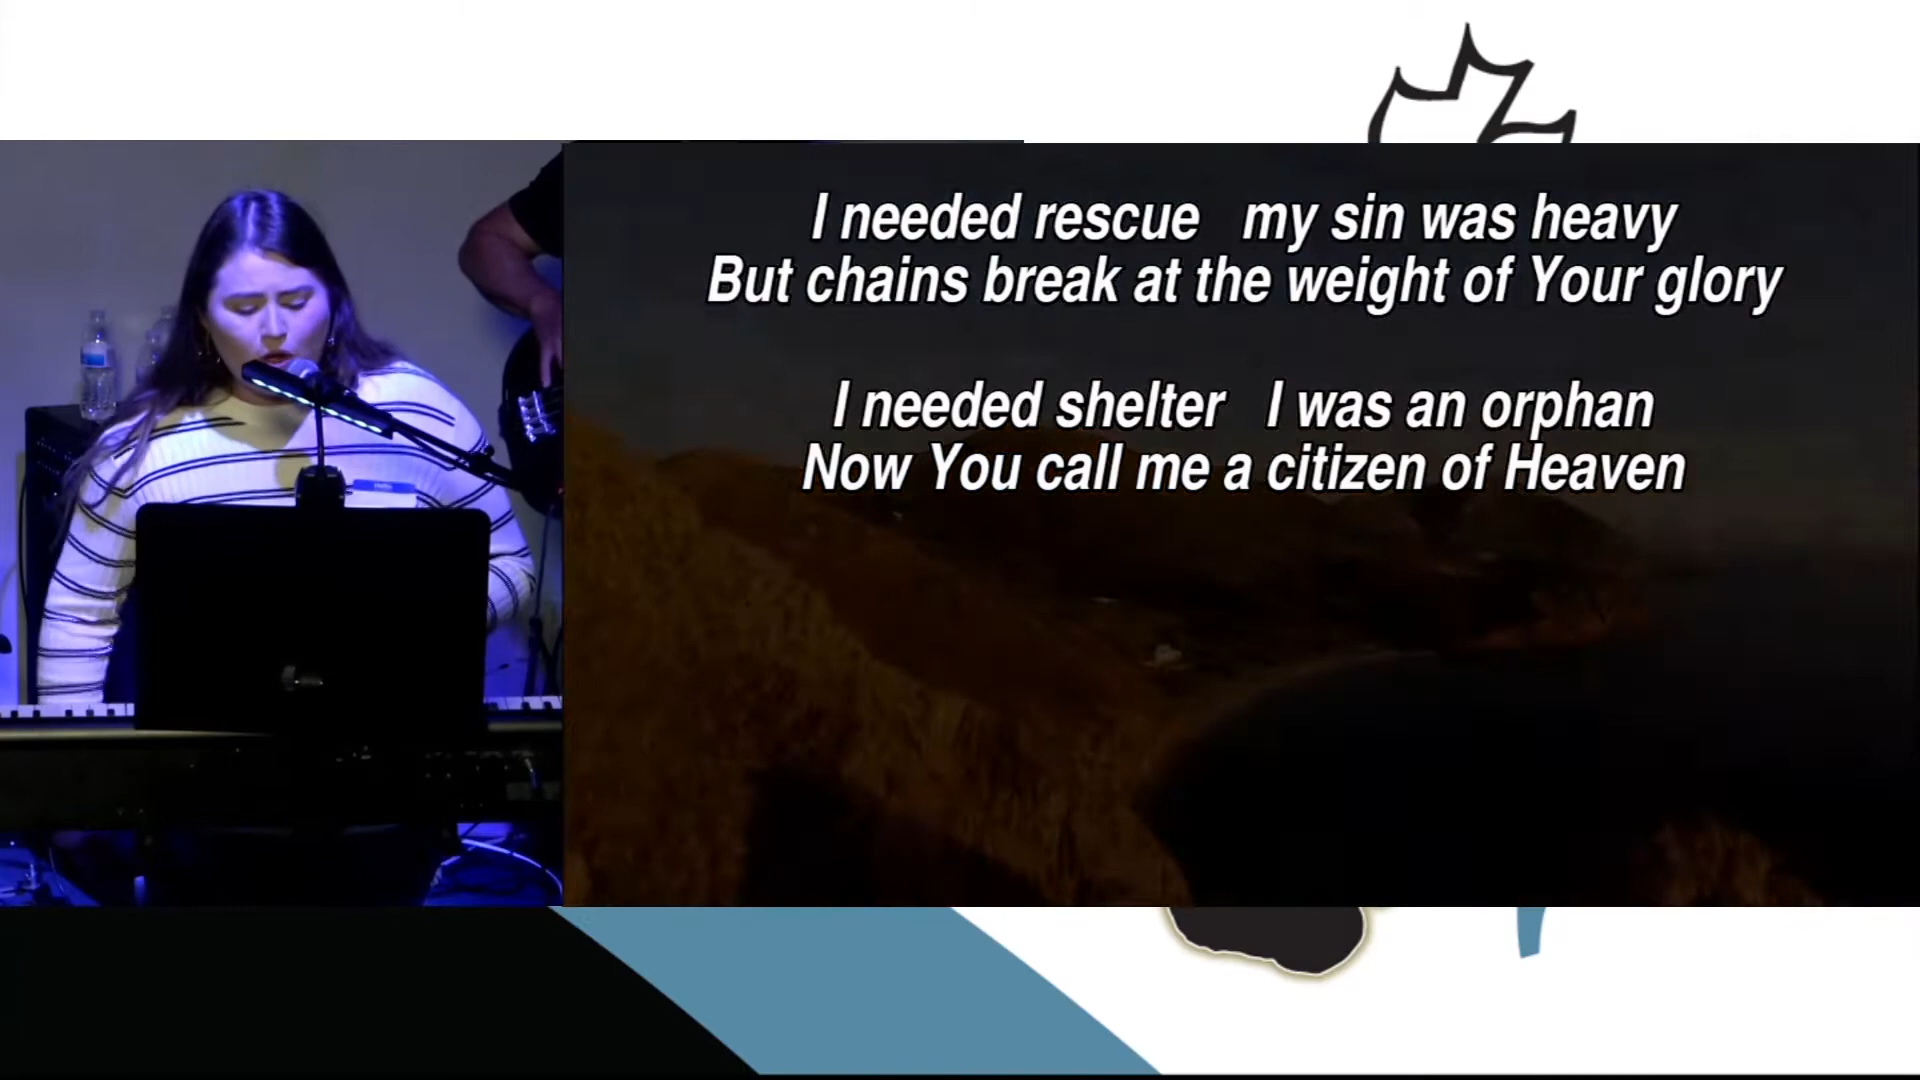 I needed rescue my sin was heavy
But chains break at the weight of Your glory
I needed shelter I was an orphan
Now You call me a citizen of Heaven